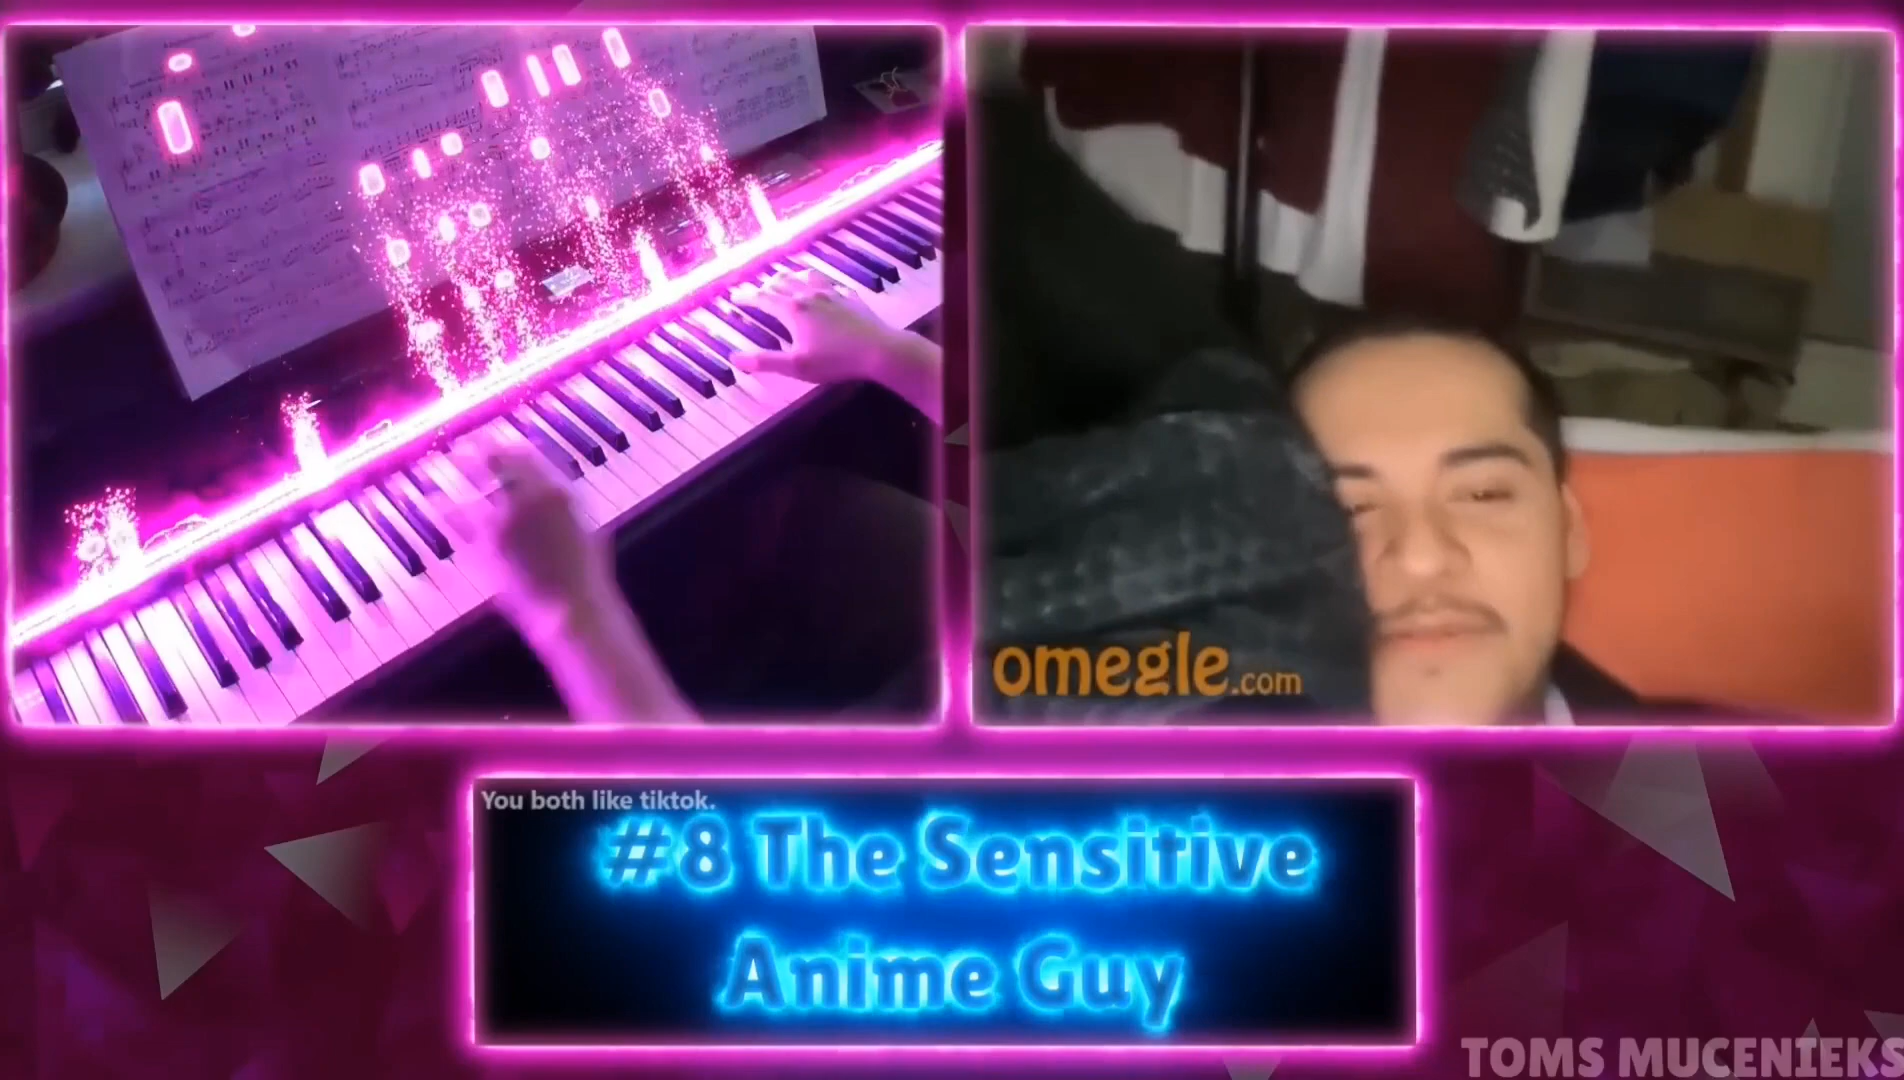 omegle.com
You both like tiktok.
#8 The Sensitive
Anime Guy
TOMS MUCENIEKS